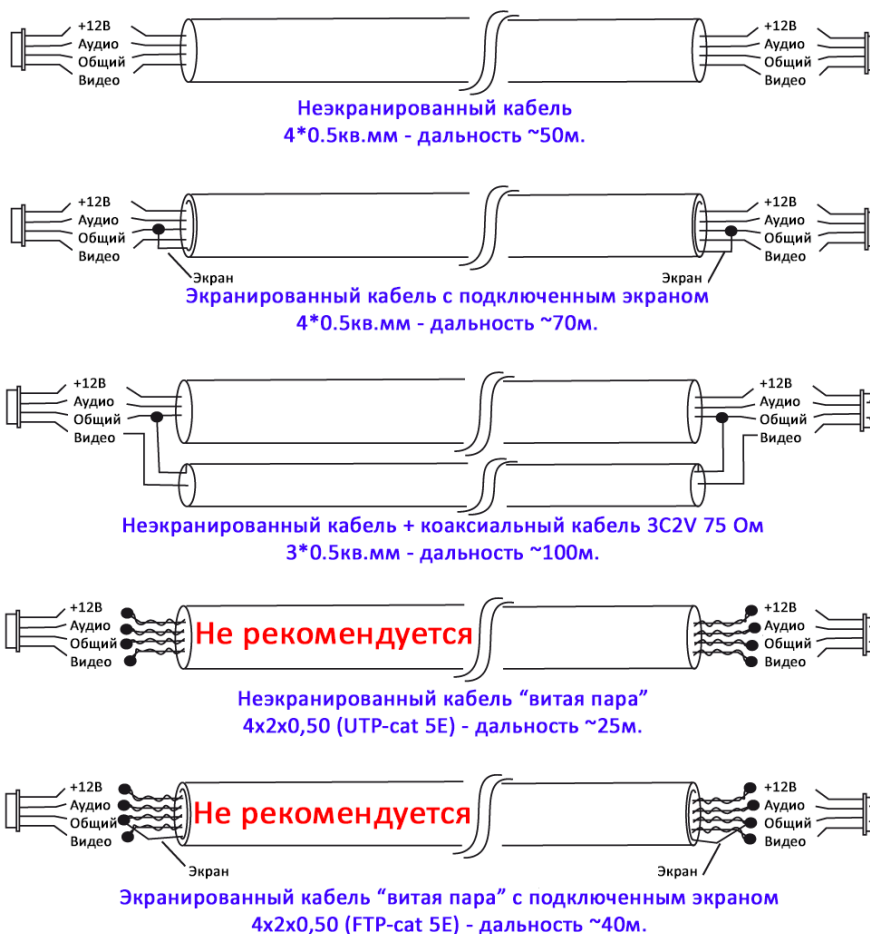 +12В +12В
Аудио Аудио
Общий Общий
Видео Видео
Неэкранированный кабель
4*0.5кв.мм - дальность ~50м.
+12В +12В
Аудио Аудио
Общий Общий
Видео Видео
Экран Экран
Экранированный кабель с подключенным экраном
4*0.5кв.мм - дальность ~70м.
+12В +12В
Аудио Аудио
Общий Общий
Видео Видео
Неэкранированный кабель + коаксиальный кабель 3C2V 75 Ом
3*0.5кв.мм - дальность ~100м.
+12В +12В
Аудио Аудио
Не рекомендуется
Общий Общий
Видео Видео
Неэкранированный кабель “витая пара”
4x2x0,50 (UTP-cat 5E) - дальность ~25м.
+12В +12В
Аудио Аудио
Не рекомендуется
Общий Общий
Видео Видео
Экран Экран
Экранированный кабель “витая пара” с подключенным экраном
4x2x0,50 (FTP-cat 5E) - дальность ~40м.